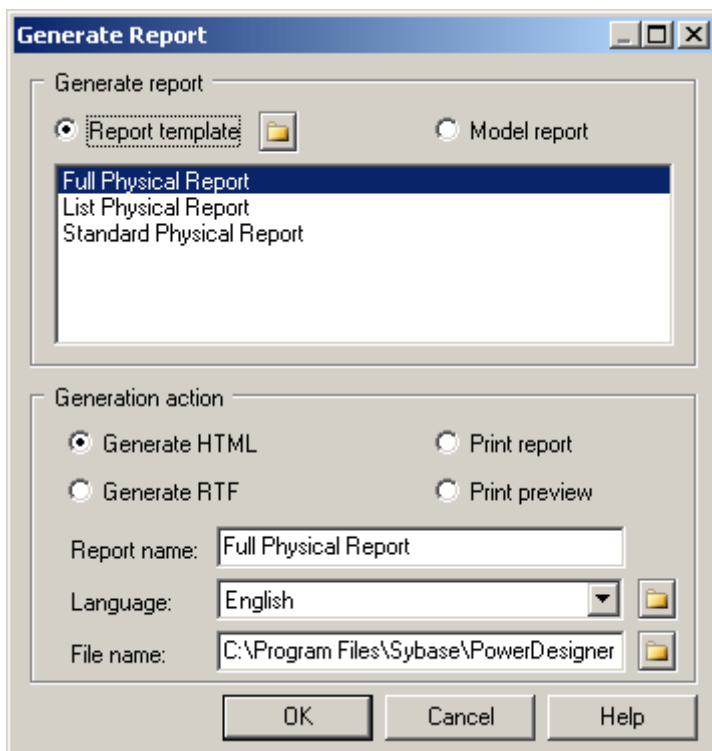 Generate Report
Generate report
Report template
Model report
Full Physical Report
List Physical Report
Standard Physical Report
Generation action
Generate HTML
Print report
Generate RTF
Print preview
Report name: Full Physical Report
Language: English
File name: C:\Program Files\Sybase\PowerDesigner
OK Cancel Help